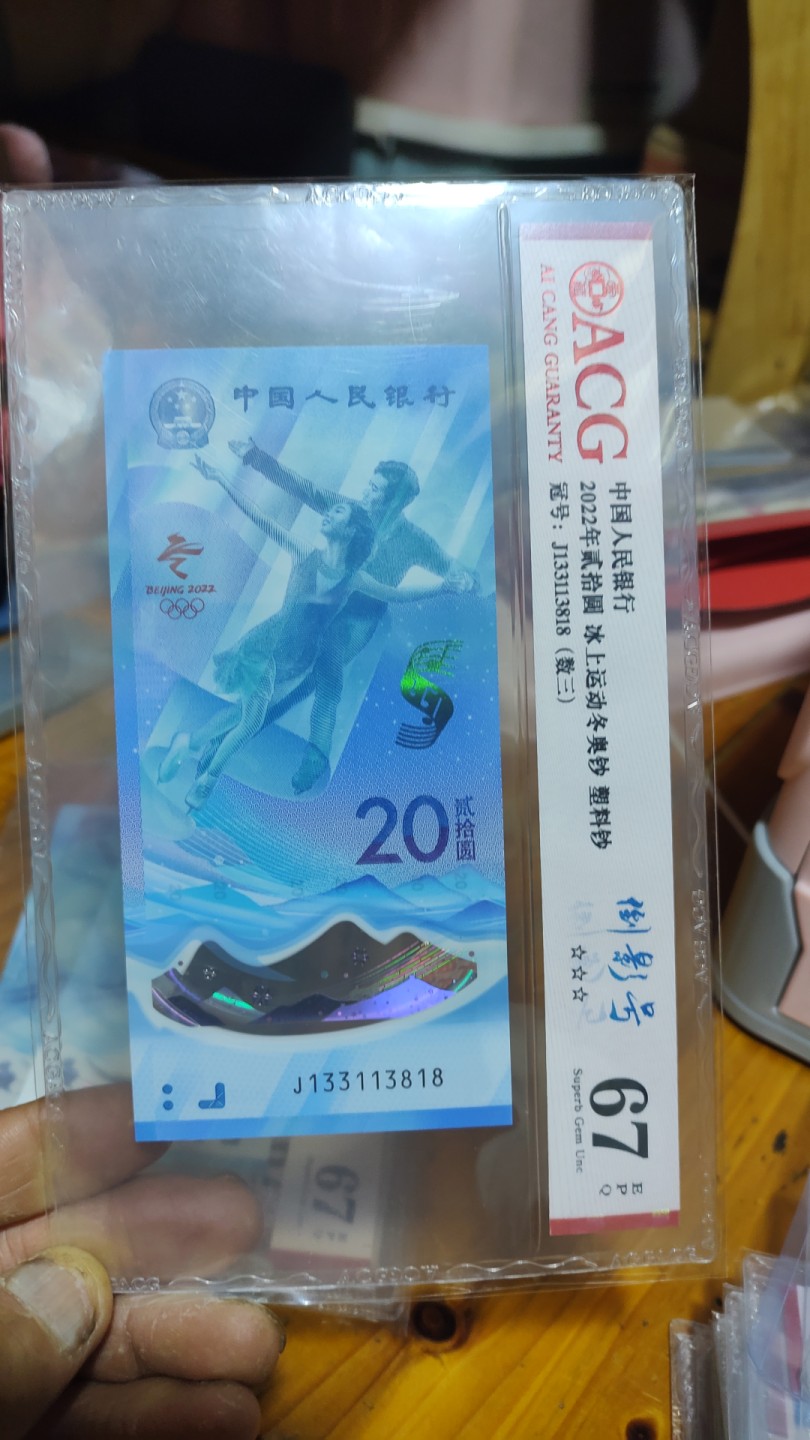 中国人民银行
BEIJING 2022
20
贰拾圆
J133113818
ACG
AI CANG GUARANTY
中国人民银行
2022年贰拾圆 冰上运动冬奥钞 塑料钞
冠号：J133113818（数三）
倒影号
☆☆☆
67
EPQ
Superb Gem Unc
67